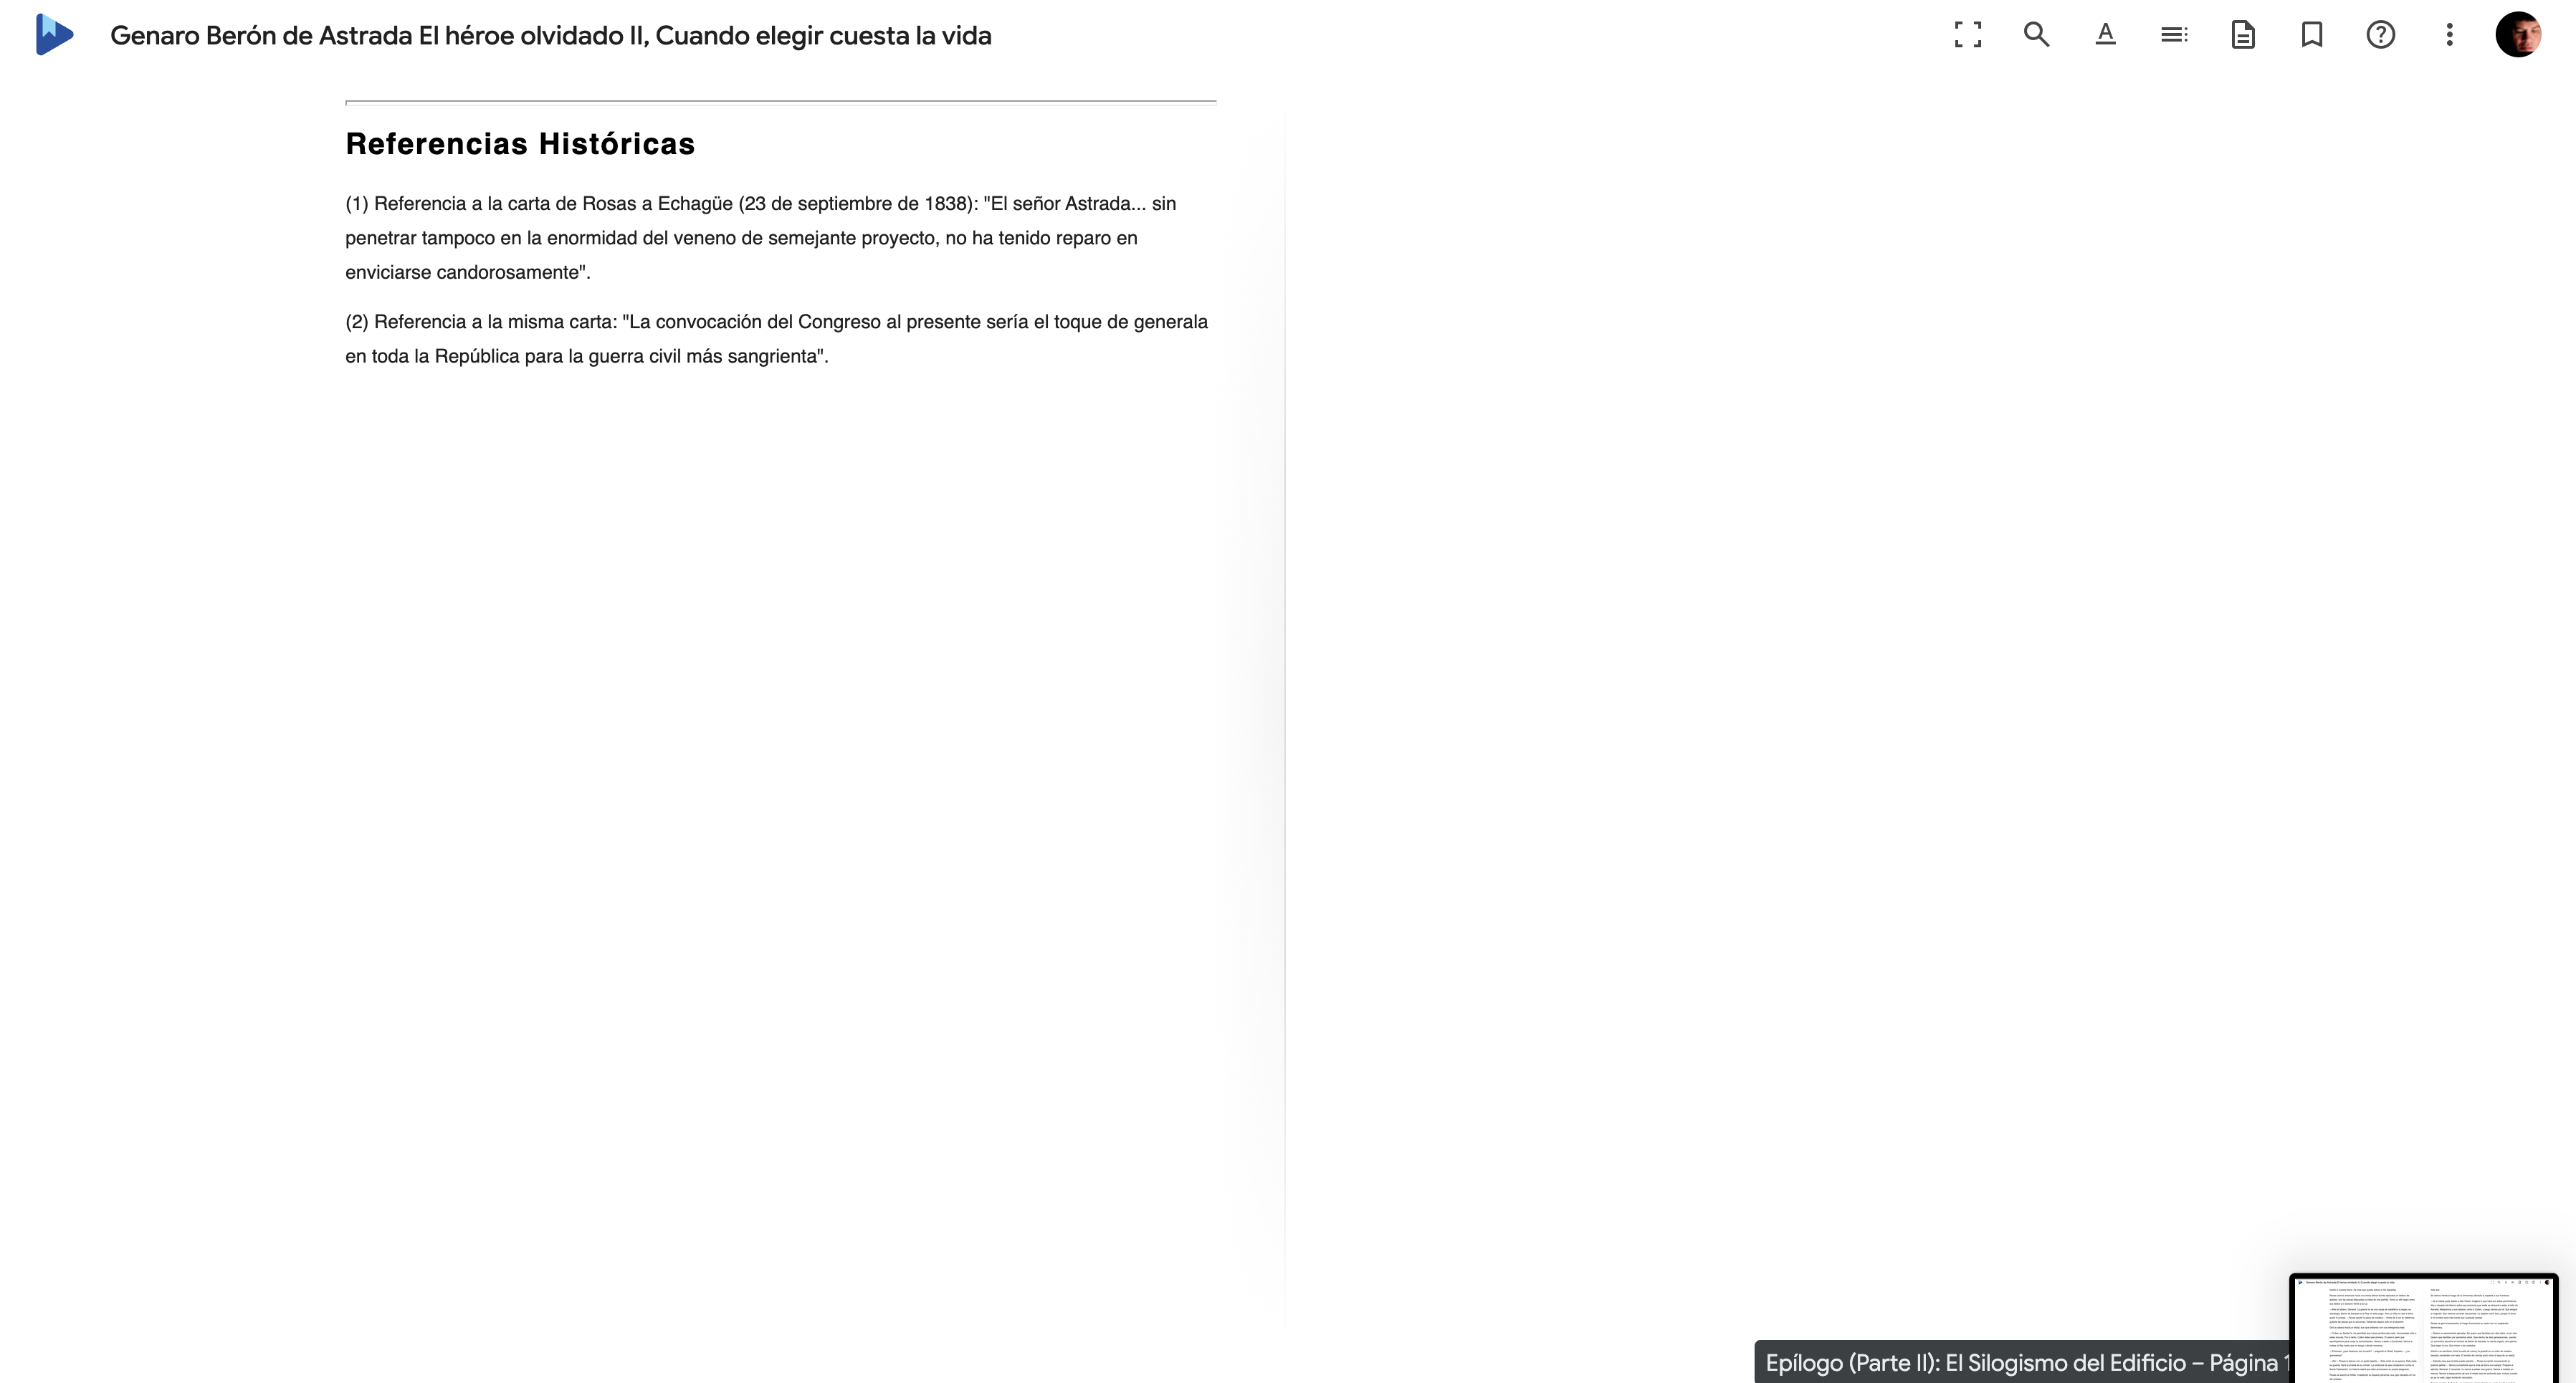 Genaro Berón de Astrada El héroe olvidado II, Cuando elegir cuesta la vida
Referencias Históricas
(1) Referencia a la carta de Rosas a Echagüe (23 de septiembre de 1838): "El señor Astrada... sin
penetrar tampoco en la enormidad del veneno de semejante proyecto, no ha tenido reparo en
enviciarse candorosamente".
(2) Referencia a la misma carta: "La convocación del Congreso al presente sería el toque de generala
en toda la República para la guerra civil más sangrienta".
Epílogo (Parte II): El Silogismo del Edificio – Página 1